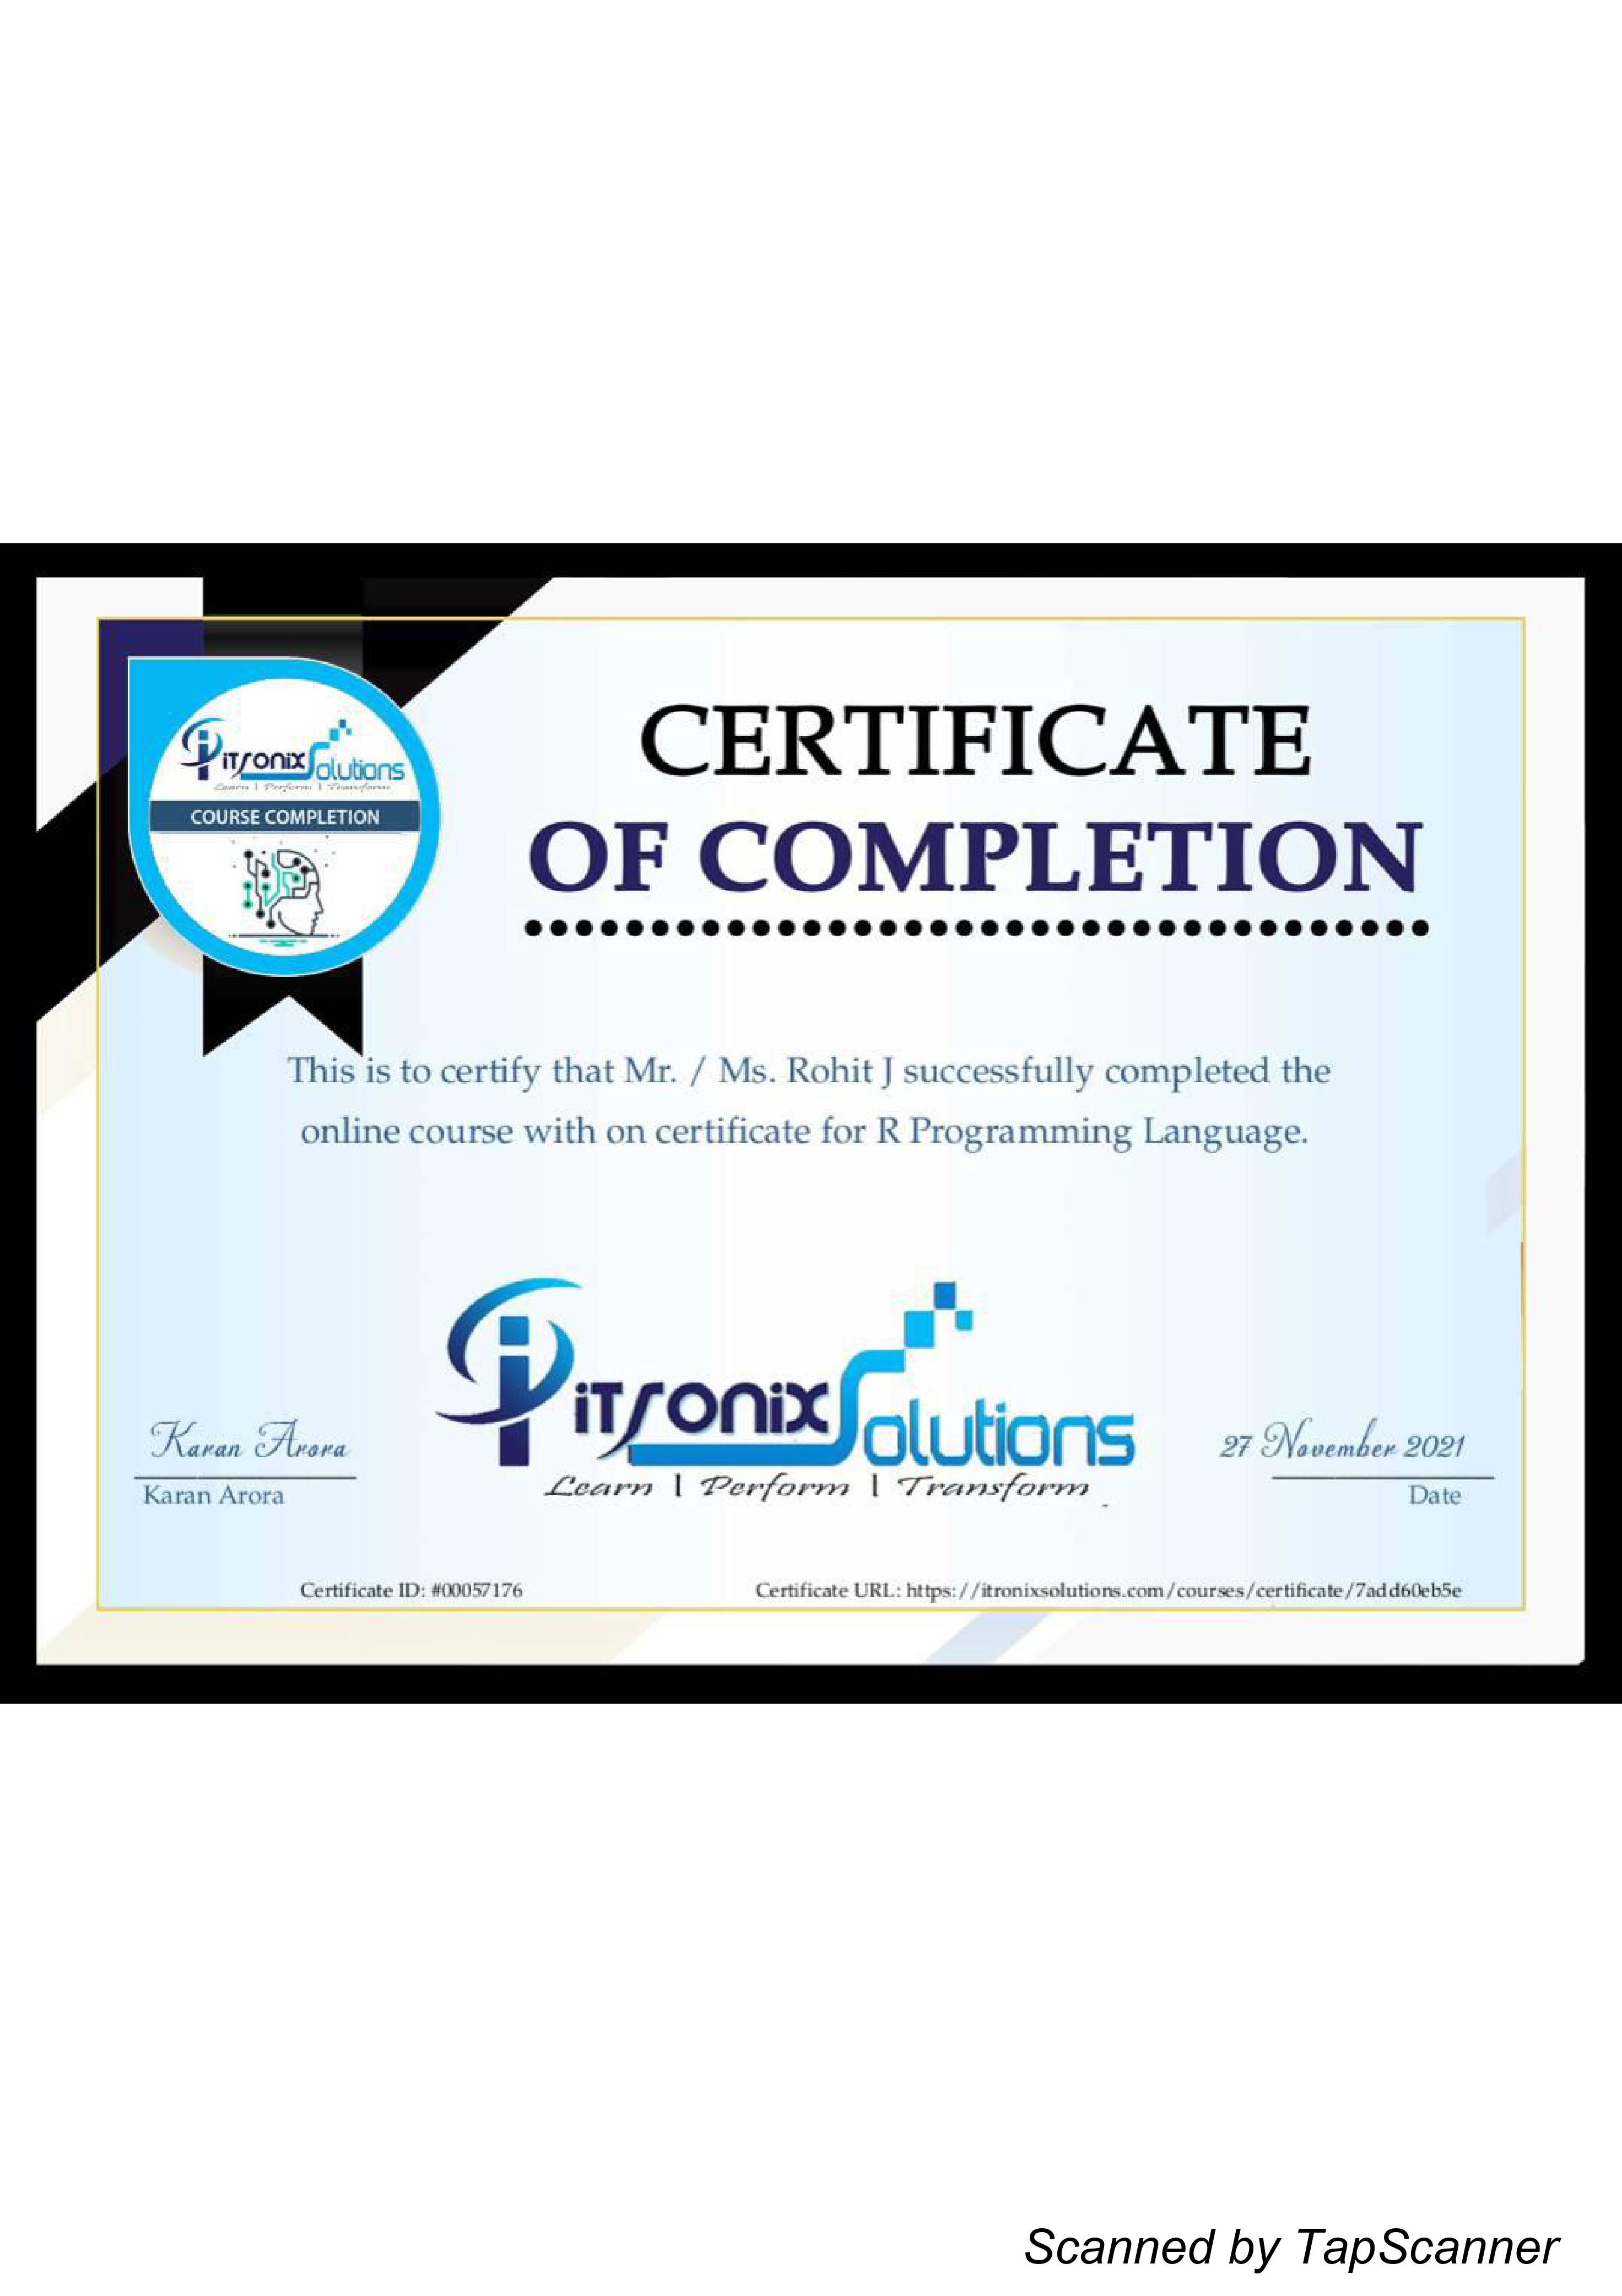 iTronix Solutions
Learn | Perform | Transform
COURSE COMPLETION
CERTIFICATE
OF COMPLETION
This is to certify that Mr. / Ms. Rohit J successfully completed the
online course with on certificate for R Programming Language.
iTronix Solutions
Learn | Perform | Transform
Karan Arora
Karan Arora
27 November 2021
Date
Certificate ID: #00057176
Certificate URL: https://itronixsolutions.com/courses/certificate/7add60eb5e
Scanned by TapScanner